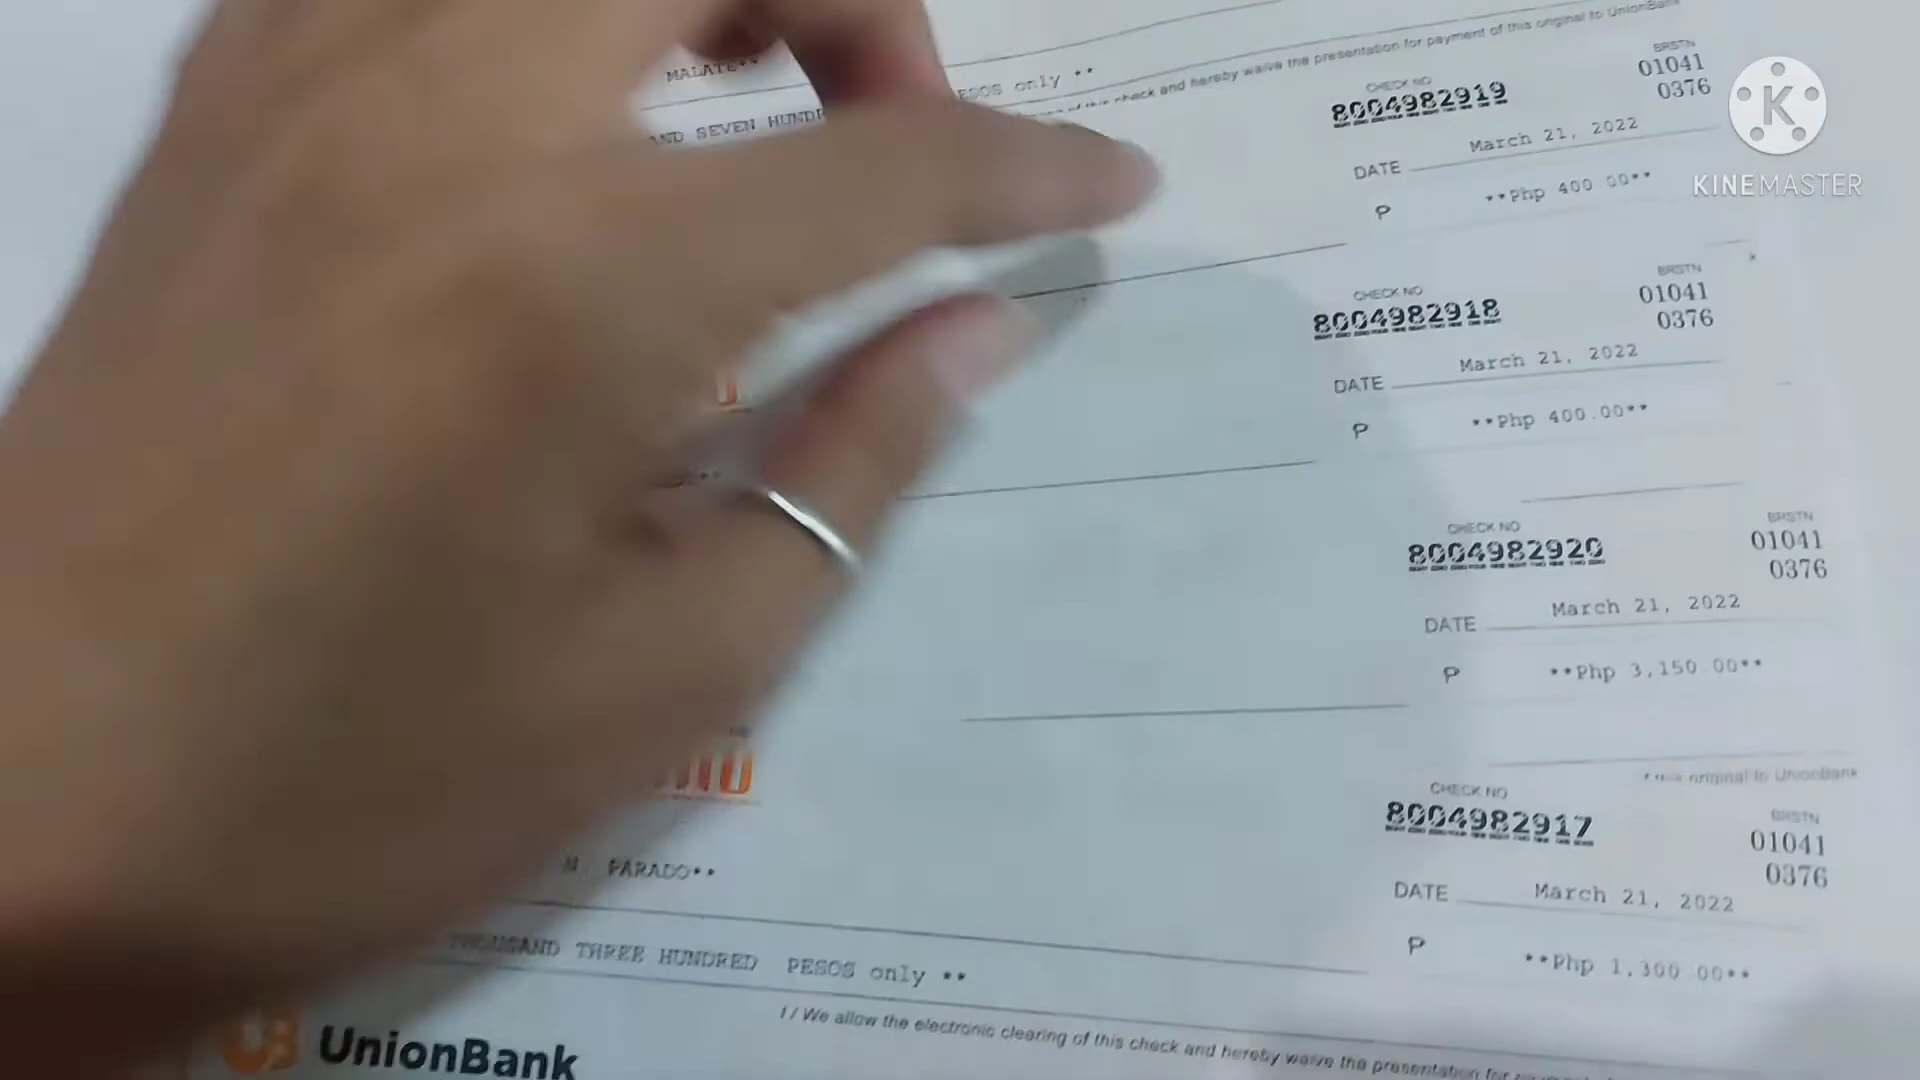 MALATE**
PESOS only **
of this check and hereby waive the presentation for payment of this original to UnionBank
AND SEVEN HUNDR
CHECK NO
8004982919
BRSTN
01041
0376
DATE March 21, 2022
P **Php 400.00**
KINEMASTER
CHECK NO
8004982918
BRSTN
01041
0376
DATE March 21, 2022
P **Php 400.00**
CHECK NO
8004982920
BRSTN
01041
0376
DATE March 21, 2022
P **Php 3,150.00**
this original to UnionBank
CHECK NO
8004982917
BRSTN
01041
0376
DATE March 21, 2022
P **Php 1,300.00**
PARADO**
THOUSAND THREE HUNDRED PESOS only **
I / We allow the electronic clearing of this check and hereby waive the presentation for
UnionBank